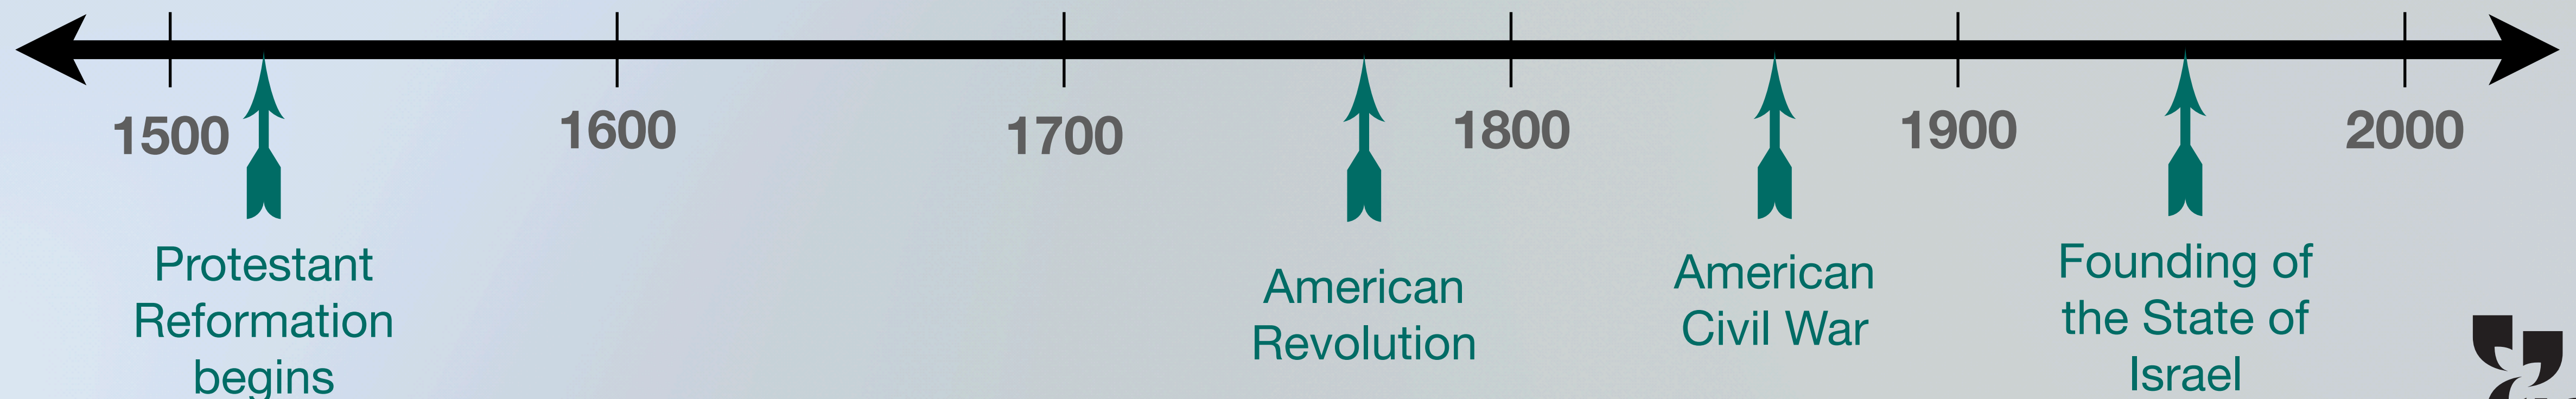 1500
1600
1700
1800
1900
2000
Protestant
Reformation
begins
American
Revolution
American
Civil War
Founding of
the State of
Israel